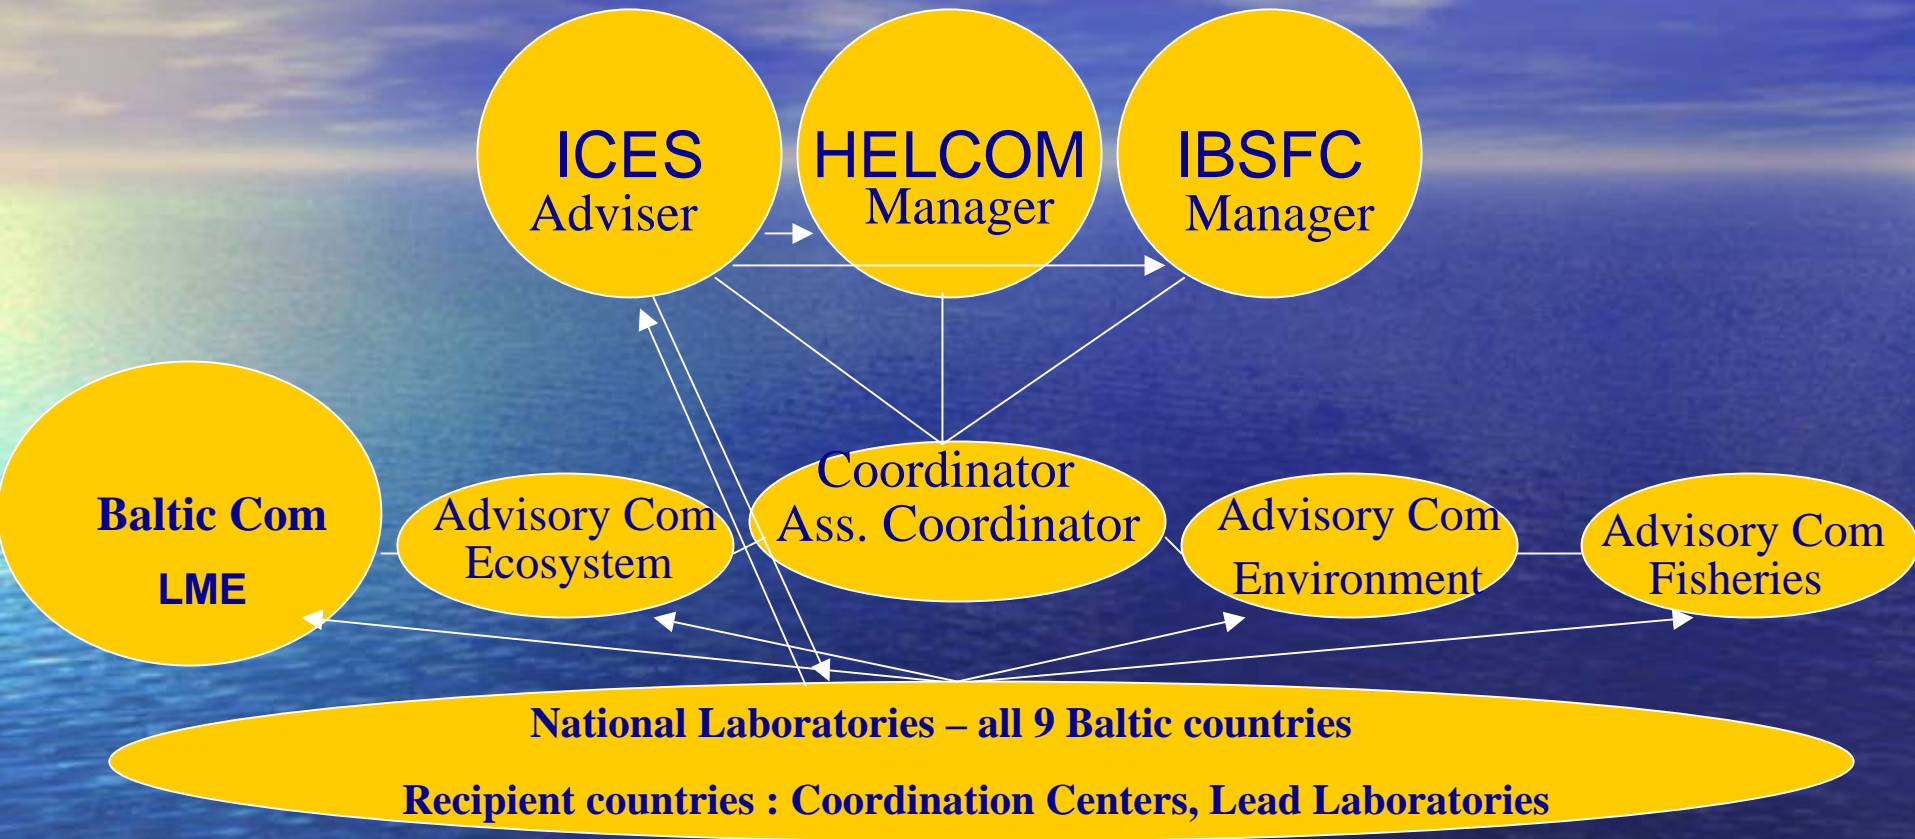 ICES
Adviser
HELCOM
Manager
IBSFC
Manager
Baltic Com
LME
Advisory Com
Ecosystem
Coordinator
Ass. Coordinator
Advisory Com
Environment
Advisory Com
Fisheries
National Laboratories – all 9 Baltic countries
Recipient countries : Coordination Centers, Lead Laboratories